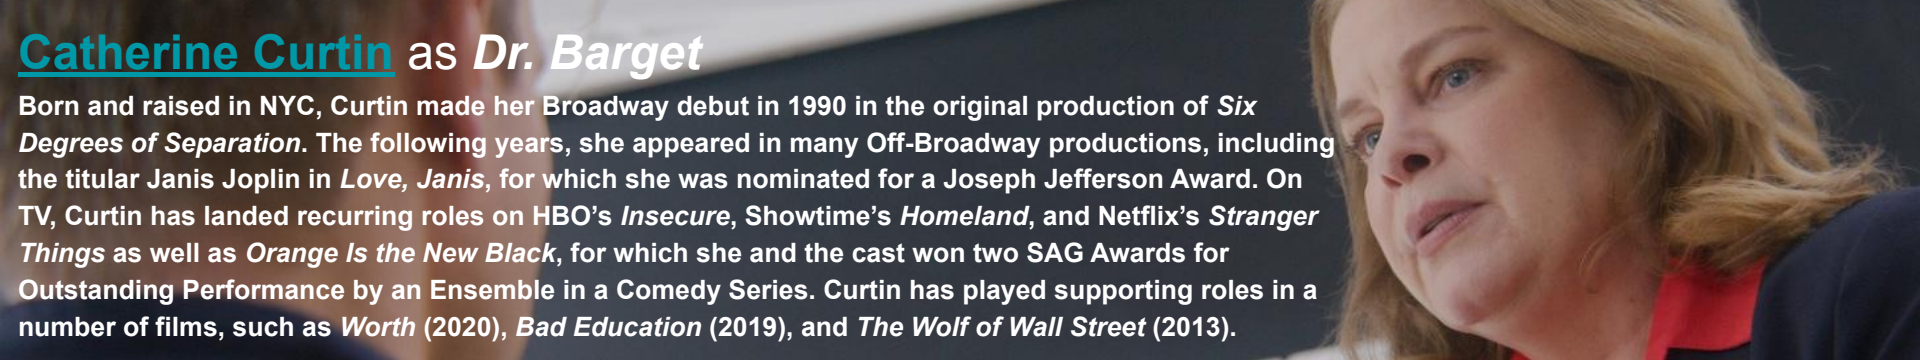 Catherine Curtin as Dr. Barget
Born and raised in NYC, Curtin made her Broadway debut in 1990 in the original production of Six
Degrees of Separation. The following years, she appeared in many Off-Broadway productions, including
the titular Janis Joplin in Love, Janis, for which she was nominated for a Joseph Jefferson Award. On
TV, Curtin has landed recurring roles on HBO’s Insecure, Showtime’s Homeland, and Netflix’s Stranger
Things as well as Orange Is the New Black, for which she and the cast won two SAG Awards for
Outstanding Performance by an Ensemble in a Comedy Series. Curtin has played supporting roles in a
number of films, such as Worth (2020), Bad Education (2019), and The Wolf of Wall Street (2013).